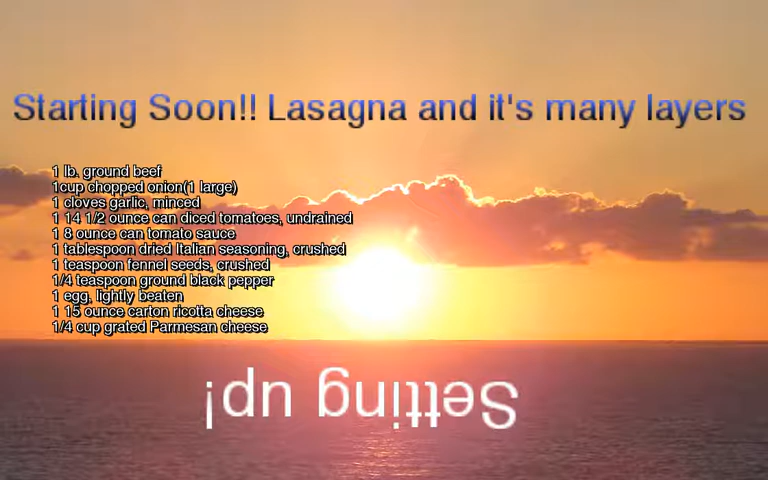 Starting Soon!! Lasagna and it's many layers
1 lb. ground beef
1cup chopped onion(1 large)
1 cloves garlic, minced
1 14 1/2 ounce can diced tomatoes, undrained
1 8 ounce can tomato sauce
1 tablespoon dried Italian seasoning, crushed
1 teaspoon fennel seeds, crushed
1/4 teaspoon ground black pepper
1 egg, lightly beaten
1 15 ounce carton ricotta cheese
1/4 cup grated Parmesan cheese
Setting up!